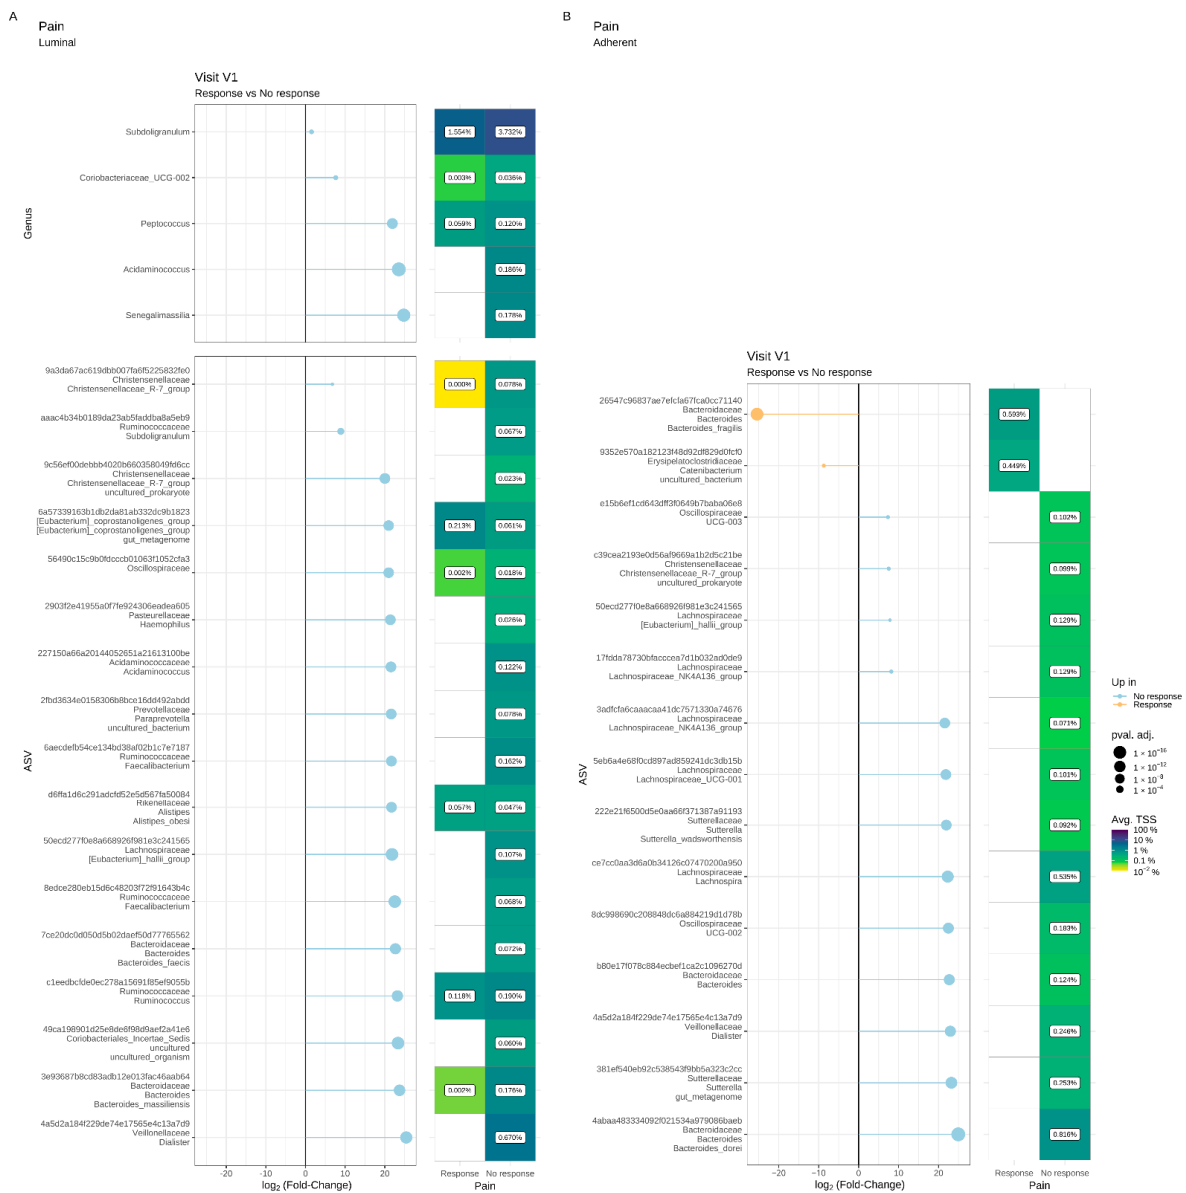 A
Pain
Luminal
Visit V1
Response vs No response
Genus
Subdoligranulum
1.554%
3.732%
Coriobacteriaceae_UCG-002
0.003%
0.036%
Peptococcus
0.059%
0.120%
Acidaminococcus
0.186%
Senegalimassilia
0.178%
ASV
9a3da67ac619dbb007fa6f5225832fe0
Christensenellaceae
Christensenellaceae_R-7_group
0.000%
0.078%
aaac4b34b0189da23ab5faddba8a5eb9
Ruminococcaceae
Subdoligranulum
0.067%
9c56ef00debbb4020b660358049fd6cc
Christensenellaceae
Christensenellaceae_R-7_group
uncultured_prokaryote
0.023%
6a57339163b1db2da81ab332dc9b1823
[Eubacterium]_coprostanoligenes_group
[Eubacterium]_coprostanoligenes_group
gut_metagenome
0.213%
0.061%
56490c15c9b0fdcccb01063f1052cfa3
Oscillospiraceae
0.002%
0.018%
2903f2e41955a0f7fe924306eadea605
Pasteurellaceae
Haemophilus
0.026%
227150a66a20144052651a21613100be
Acidaminococcaceae
Acidaminococcus
0.122%
2fbd3634e0158306b8bce16dd492abdd
Prevotellaceae
Paraprevotella
uncultured_bacterium
0.078%
6aecdefb54ce134bd38af02b1c7e7187
Ruminococcaceae
Faecalibacterium
0.162%
d6ffa1d6c291adcfd52e5d567fa50084
Rikenellaceae
Alistipes
Alistipes_obesi
0.057%
0.047%
50ecd277f0e8a668926f981e3c241565
Lachnospiraceae
[Eubacterium]_hallii_group
0.107%
8edce280eb15d6c48203f72f91643b4c
Ruminococcaceae
Faecalibacterium
0.068%
7ce20dc0d050d5b02daef50d77765562
Bacteroidaceae
Bacteroides
Bacteroides_faecis
0.072%
c1eedbcfde0ec278a15691f85ef9055b
Ruminococcaceae
Ruminococcus
0.118%
0.190%
49ca198901d25e8de6f98d9aef2a41e6
Coriobacteriales_Incertae_Sedis
uncultured
uncultured_organism
0.060%
3e93687b8cd83adb12e013fac46aab64
Bacteroidaceae
Bacteroides
Bacteroides_massiliensis
0.002%
0.176%
4a5d2a184f229de74e17565e4c13a7d9
Veillonellaceae
Dialister
0.670%
-20 -10 0 10 20
log2 (Fold-Change)
Response No response
Pain
B
Pain
Adherent
Visit V1
Response vs No response
ASV
26547c96837ae7efcfa67fca0cc71140
Bacteroidaceae
Bacteroides
Bacteroides_fragilis
0.593%
9352e570a182123f48d92df829d0fcf0
Erysipelatoclostridiaceae
Catenibacterium
uncultured_bacterium
0.449%
e15b6ef1cd643dff3f0649b7baba06e8
Oscillospiraceae
UCG-003
0.102%
c39cea2193e0d56af9669a1b2d5c21be
Christensenellaceae
Christensenellaceae_R-7_group
uncultured_prokaryote
0.099%
50ecd277f0e8a668926f981e3c241565
Lachnospiraceae
[Eubacterium]_hallii_group
0.129%
17fdda78730bfacccea7d1b032ad0de9
Lachnospiraceae
Lachnospiraceae_NK4A136_group
0.129%
3adfcfa6caaacaa41dc7571330a74676
Lachnospiraceae
Lachnospiraceae_NK4A136_group
0.071%
5eb6a4e68f0cd897ad859241dc3db15b
Lachnospiraceae
Lachnospiraceae_UCG-001
0.101%
222e21f6500d5e0aa66f371387a91193
Sutterellaceae
Sutterella
Sutterella_wadsworthensis
0.092%
ce7cc0aa3d6a0b34126c07470200a950
Lachnospiraceae
Lachnospira
0.535%
8dc998690c208848dc6a884219d1d78b
Oscillospiraceae
UCG-002
0.183%
b80e17f078c884ecbef1ca2c1096270d
Bacteroidaceae
Bacteroides
0.124%
4a5d2a184f229de74e17565e4c13a7d9
Veillonellaceae
Dialister
0.246%
381ef540eb92c538543f9bb5a323c2cc
Sutterellaceae
Sutterella
gut_metagenome
0.253%
4abaa483334092f021534a979086baeb
Bacteroidaceae
Bacteroides
Bacteroides_dorei
0.816%
-20 -10 0 10 20
log2 (Fold-Change)
Response No response
Pain
Up in
No response
Response
pval. adj.
1 × 10⁻¹⁶
1 × 10⁻¹²
1 × 10⁻⁸
1 × 10⁻⁴
Avg. TSS
100 %
10 %
1 %
0.1 %
10⁻² %